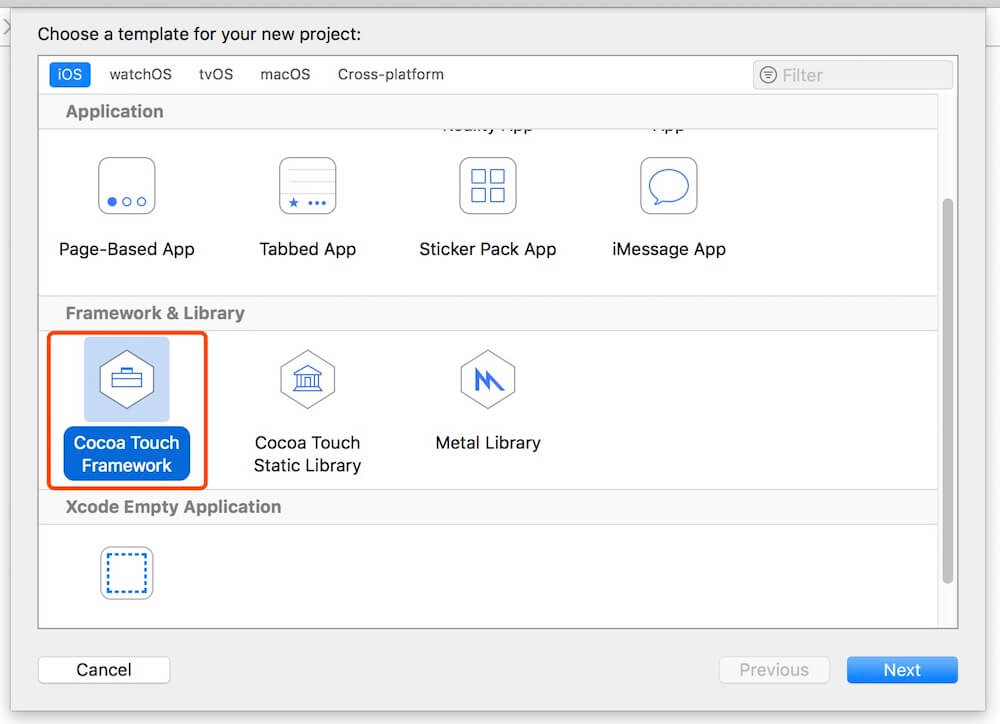 Choose a template for your new project:
iOS watchOS tvOS macOS Cross-platform Filter
Application
App
Page-Based App Tabbed App Sticker Pack App iMessage App
Framework & Library
Cocoa Touch Framework
Cocoa Touch Static Library
Metal Library
Xcode Empty Application
Cancel Previous Next